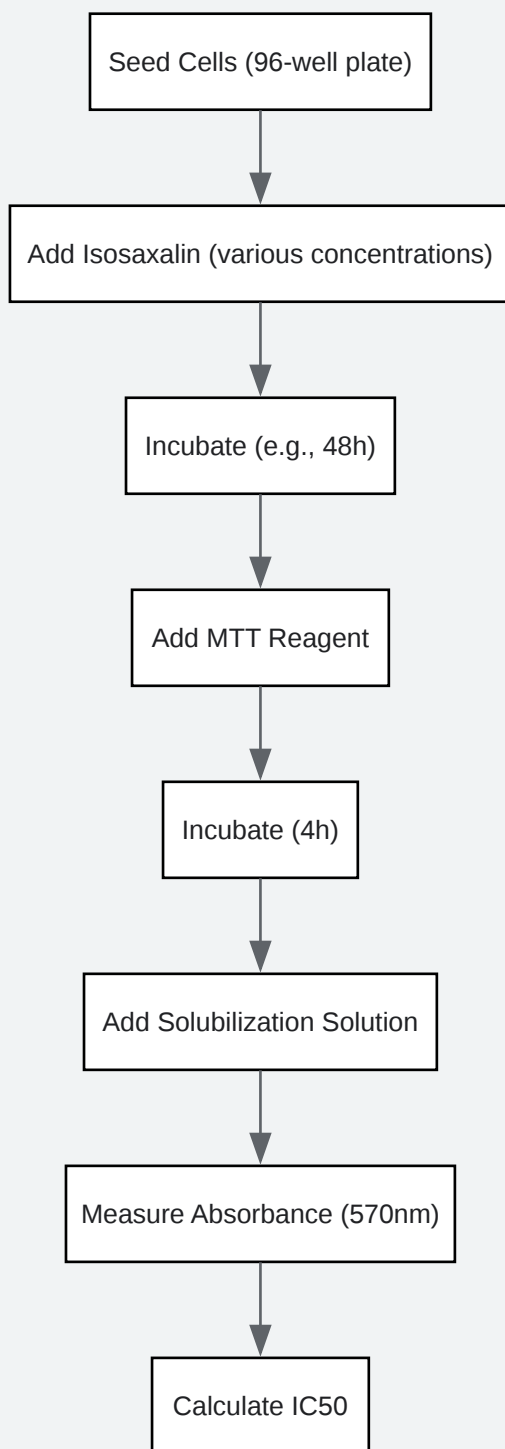 Seed Cells (96-well plate)
Add Isosaxalin (various concentrations)
Incubate (e.g., 48h)
Add MTT Reagent
Incubate (4h)
Add Solubilization Solution
Measure Absorbance (570nm)
Calculate IC50